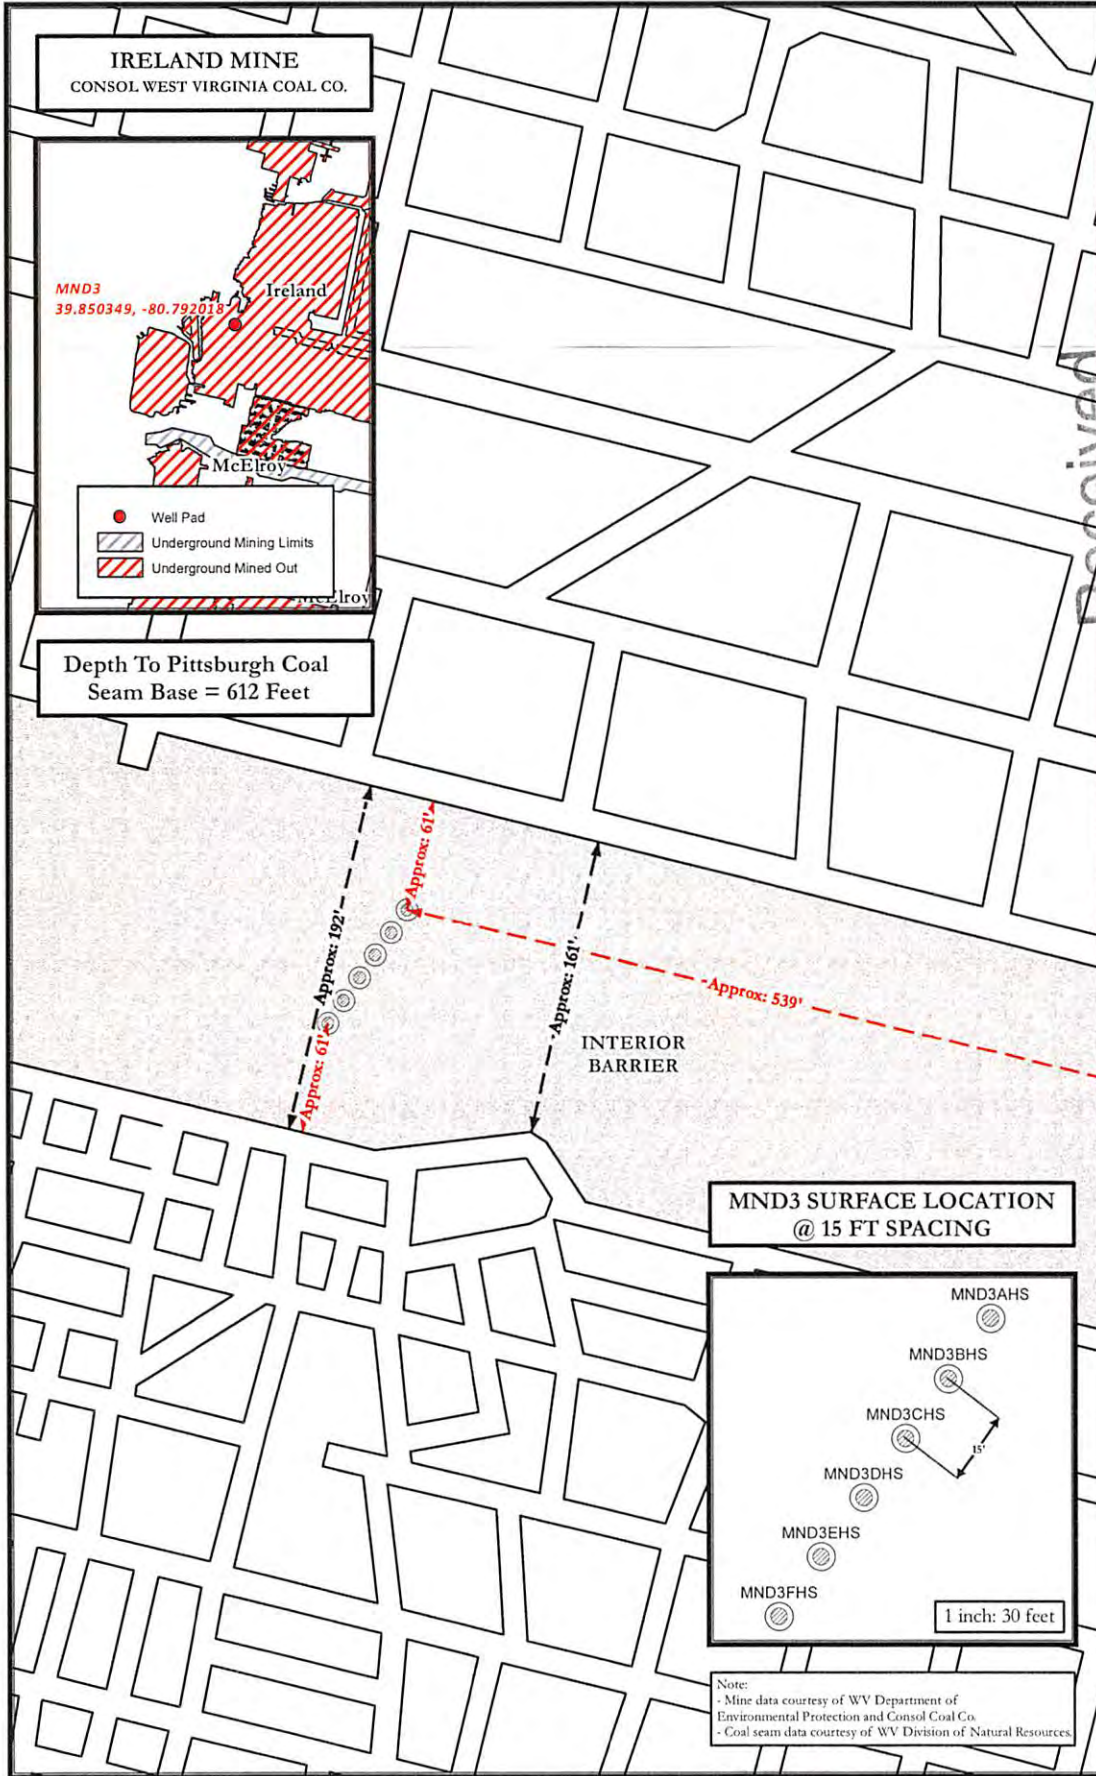 IRELAND MINE
CONSOL WEST VIRGINIA COAL CO.
MND3
39.850349, -80.792018
Ireland
McElroy
Well Pad
Underground Mining Limits
Underground Mined Out
McElroy
Depth To Pittsburgh Coal
Seam Base = 612 Feet
Received
Approx: 61'
Approx: 192'
Approx: 161'
Approx: 539'
Approx: 61'
INTERIOR
BARRIER
MND3 SURFACE LOCATION
@ 15 FT SPACING
MND3AHS
MND3BHS
MND3CHS
15'
MND3DHS
MND3EHS
MND3FHS
1 inch: 30 feet
Note:
- Mine data courtesy of WV Department of
Environmental Protection and Consol Coal Co.
- Coal seam data courtesy of WV Division of Natural Resources.